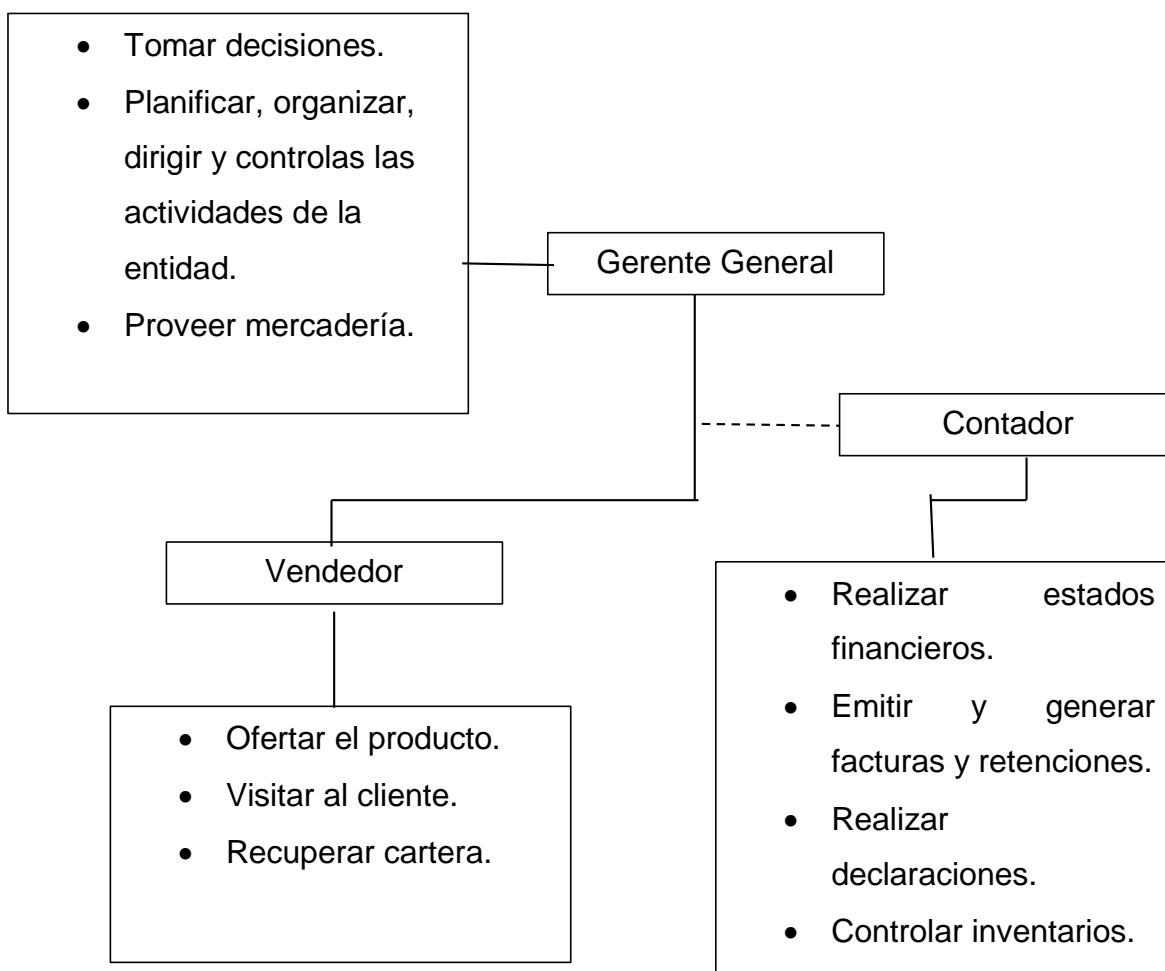 • Tomar decisiones.
• Planificar, organizar,
dirigir y controlas las
actividades de la
entidad.
• Proveer mercadería.
Gerente General
Contador
Vendedor
• Ofertar el producto.
• Visitar al cliente.
• Recuperar cartera.
• Realizar estados
financieros.
• Emitir y generar
facturas y retenciones.
• Realizar
declaraciones.
• Controlar inventarios.